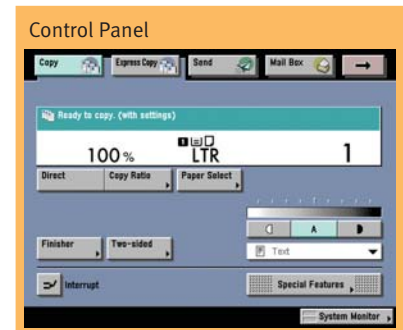 Control Panel
Copy Express Copy Send Mail Box
Ready to copy. (with settings)
100 % 1 LTR 1
Direct Copy Ratio Paper Select
A
Finisher Two-sided Text
Interrupt Special Features
System Monitor